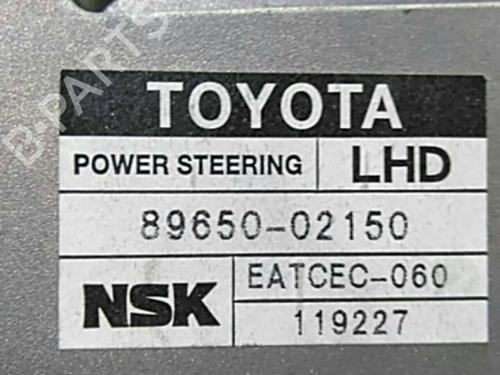 B-PARTS
TOYOTA
POWER STEERING LHD
89650-02150
NSK EATCEC-060
119227